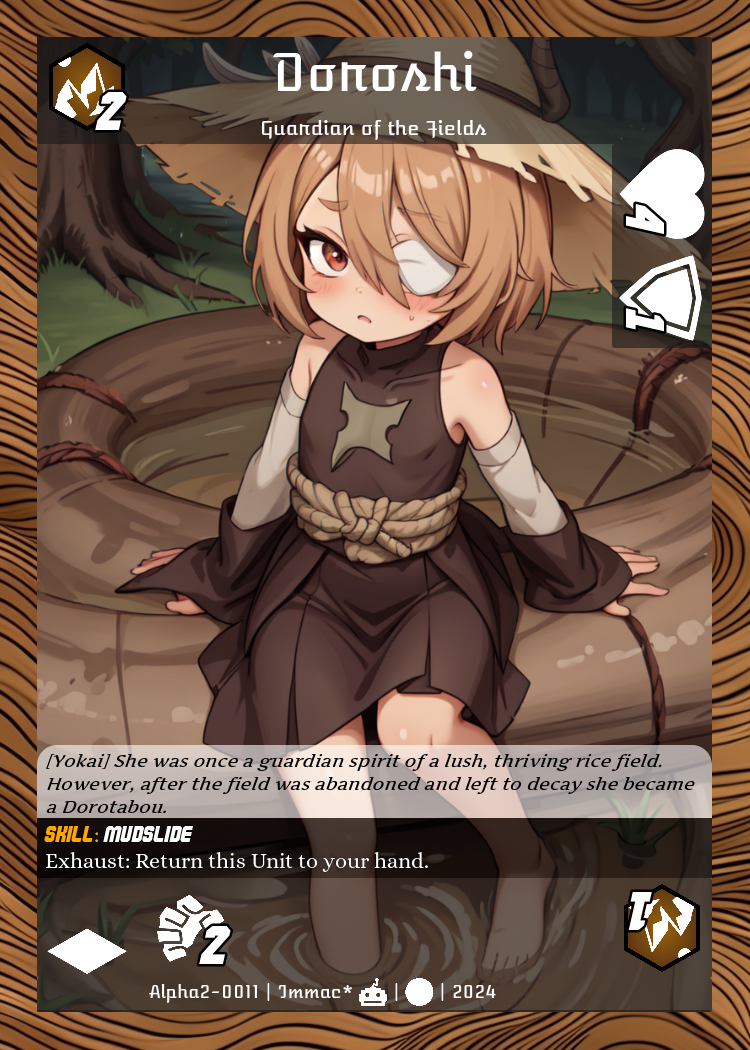 2
Doroshi
Guardian of the Fields
4
1
[Yokai] She was once a guardian spirit of a lush, thriving rice field.
However, after the field was abandoned and left to decay she became
a Dorotabou.
SKILL: MUDSLIDE
Exhaust: Return this Unit to your hand.
2
1
Alpha2-0011 | Immac* | | 2024